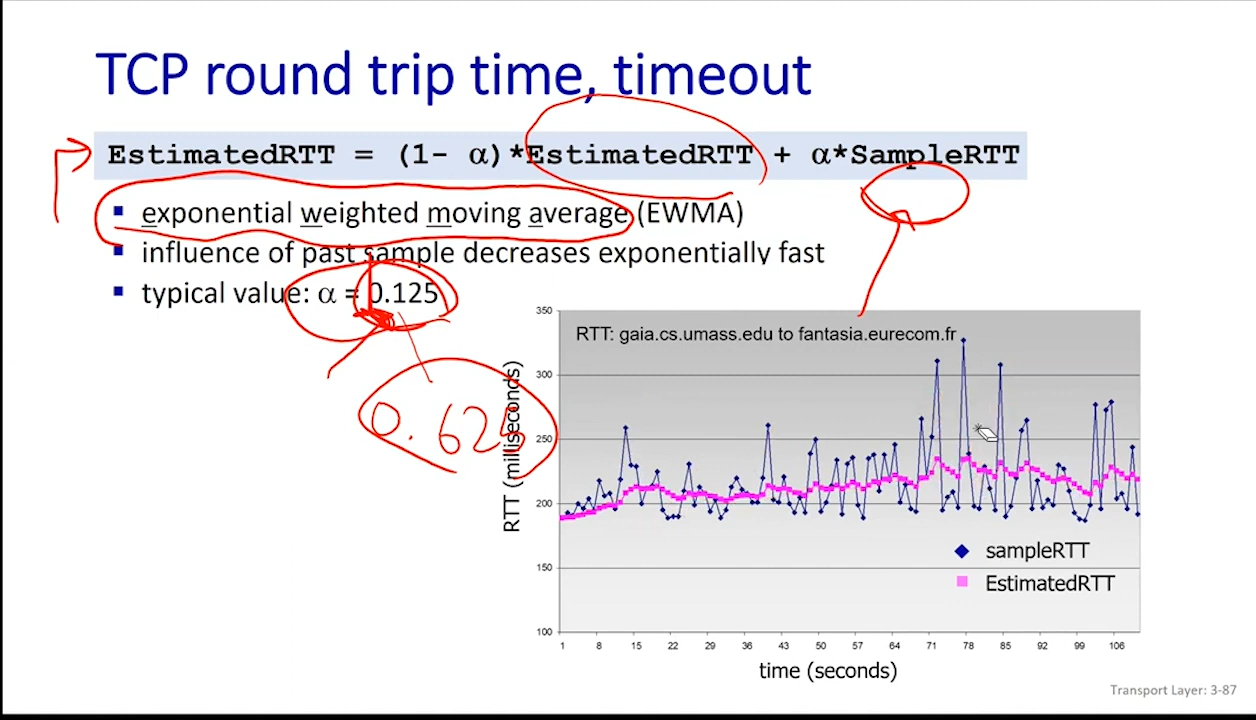 TCP round trip time, timeout
EstimatedRTT = (1- α)*EstimatedRTT + α*SampleRTT
▪ exponential weighted moving average (EWMA)
▪ influence of past sample decreases exponentially fast
▪ typical value: α = 0.125
0.625
RTT: gaia.cs.umass.edu to fantasia.eurecom.fr
RTT (milliseconds)
350
300
250
200
150
100
sampleRTT
EstimatedRTT
1 8 15 22 29 36 43 50 57 64 71 78 85 92 99 106
time (seconds)
Transport Layer: 3-87